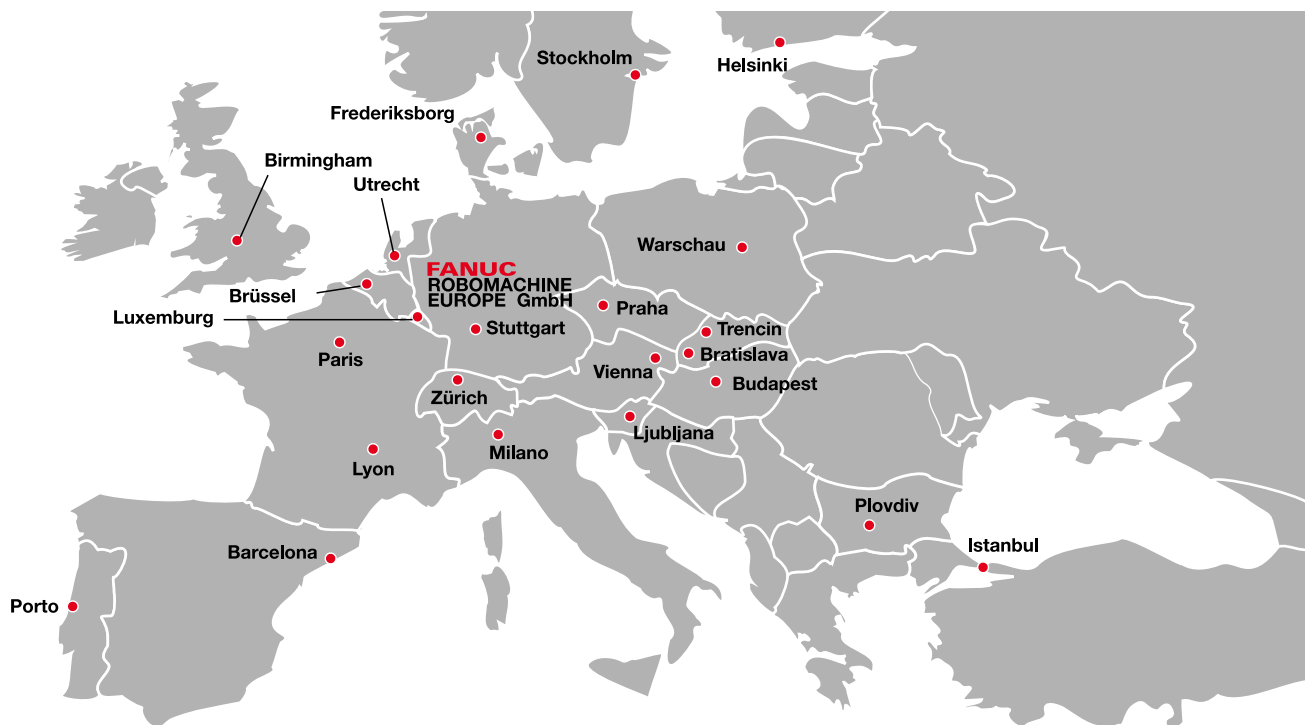 Stockholm
Helsinki
Frederiksborg
Birmingham
Utrecht
Warschau
FANUC
ROBOMACHINE
EUROPE GmbH
Brüssel
Praha
Luxemburg
Stuttgart
Trencin
Paris
Bratislava
Vienna
Budapest
Zürich
Ljubljana
Milano
Lyon
Plovdiv
Istanbul
Barcelona
Porto